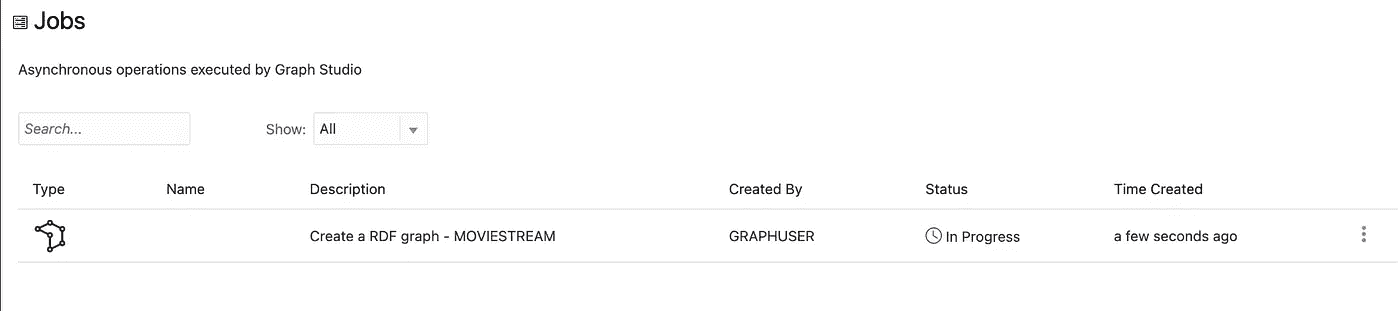 Jobs
Asynchronous operations executed by Graph Studio
Search... Show: All
Type Name Description Created By Status Time Created
Create a RDF graph - MOVIESTREAM GRAPHUSER In Progress a few seconds ago